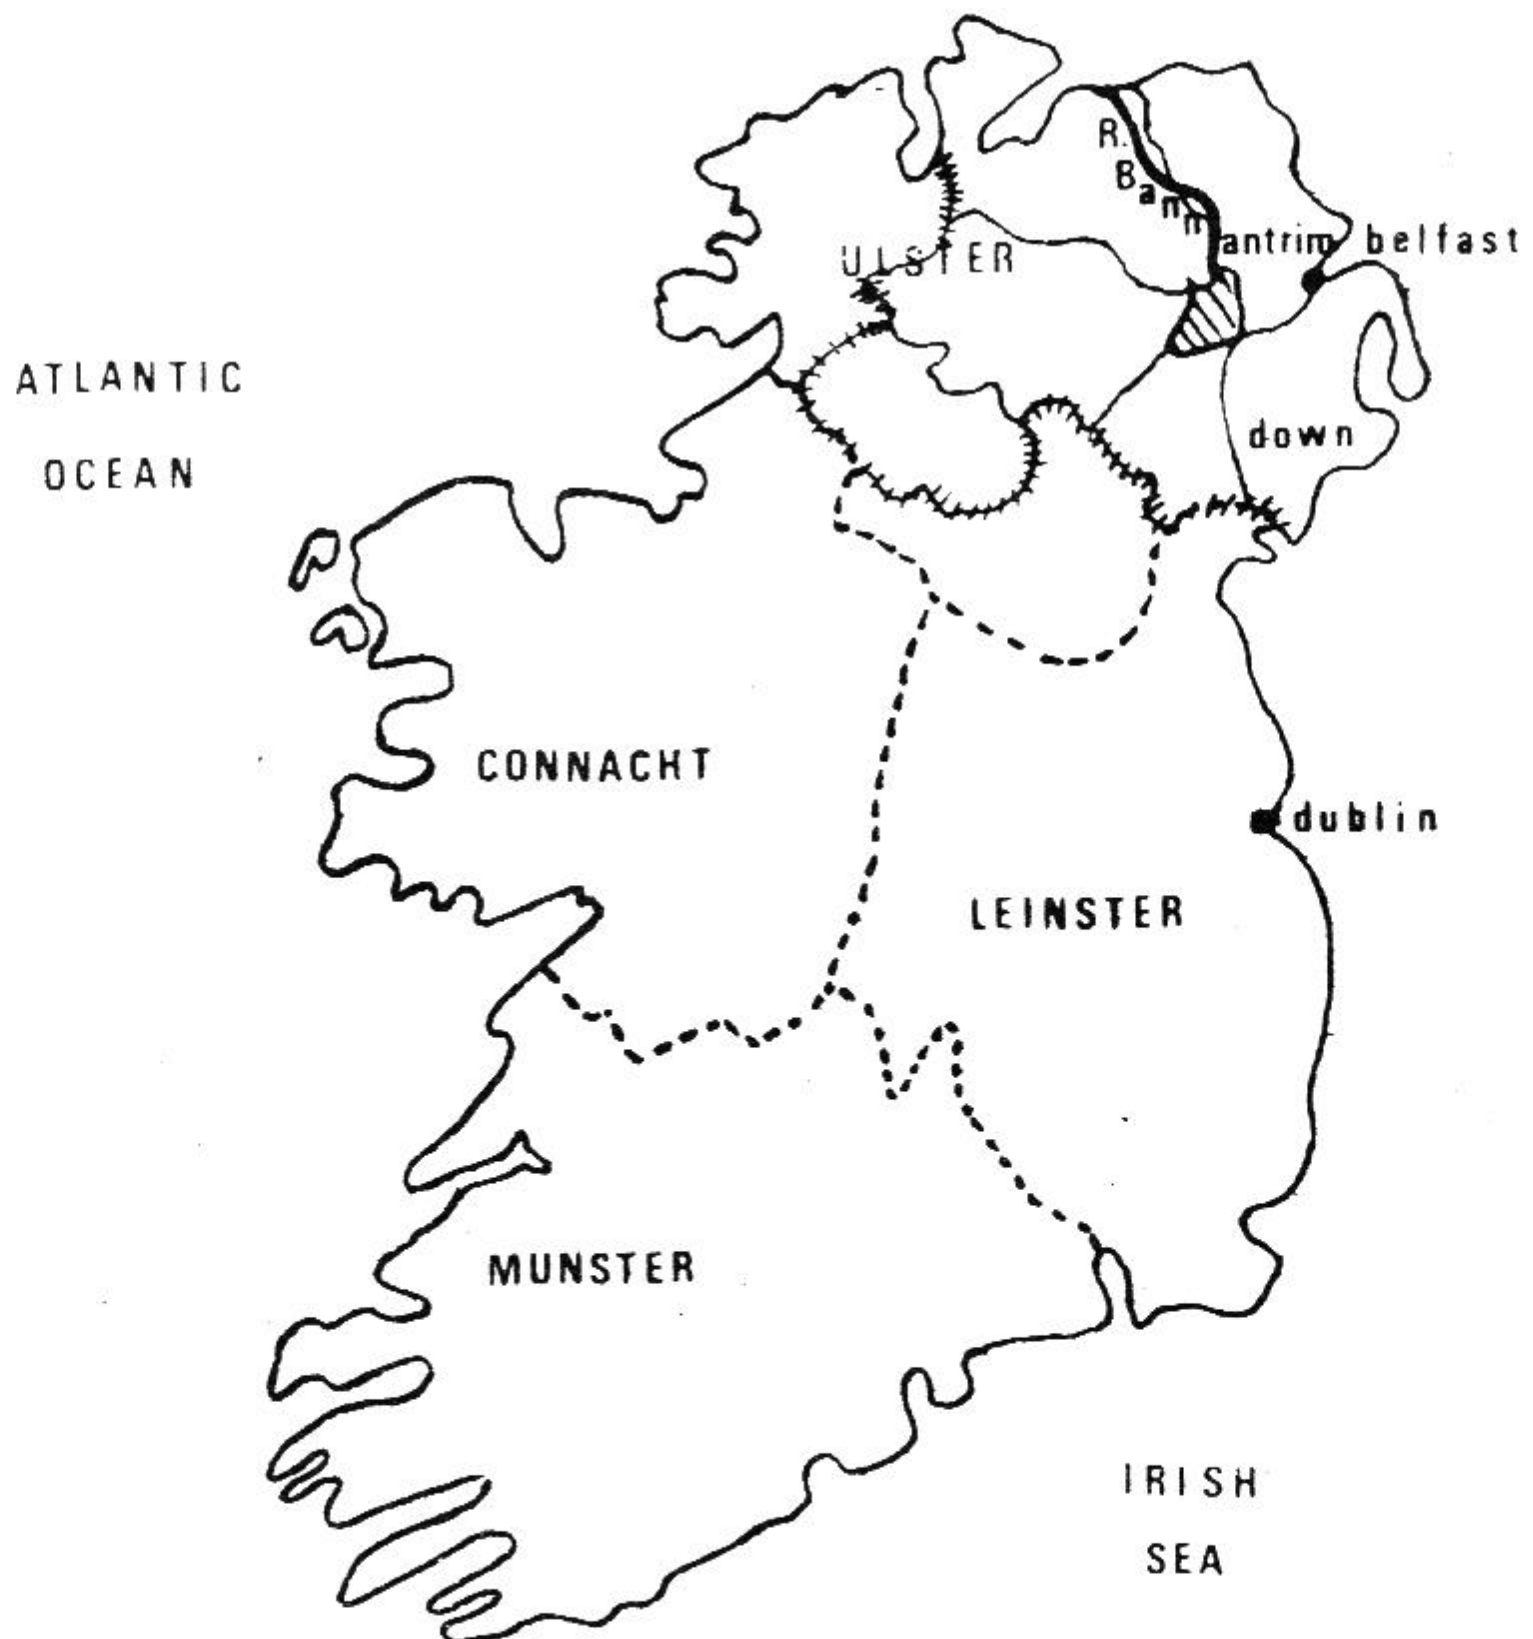 R.
Bann
ULSTER
antrim
belfast
ATLANTIC
OCEAN
down
CONNACHT
dublin
LEINSTER
MUNSTER
IRISH
SEA